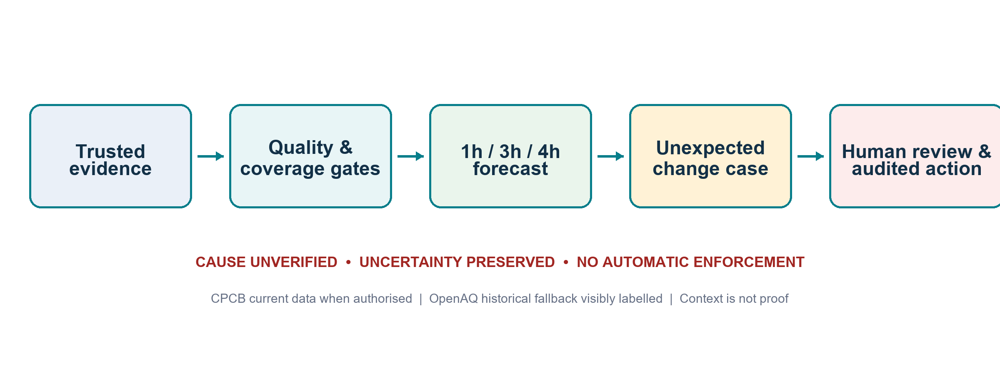 Trusted
evidence
Quality &
coverage gates
1h / 3h / 4h
forecast
Unexpected
change case
Human review &
audited action
CAUSE UNVERIFIED • UNCERTAINTY PRESERVED • NO AUTOMATIC ENFORCEMENT
CPCB current data when authorised | OpenAQ historical fallback visibly labelled | Context is not proof